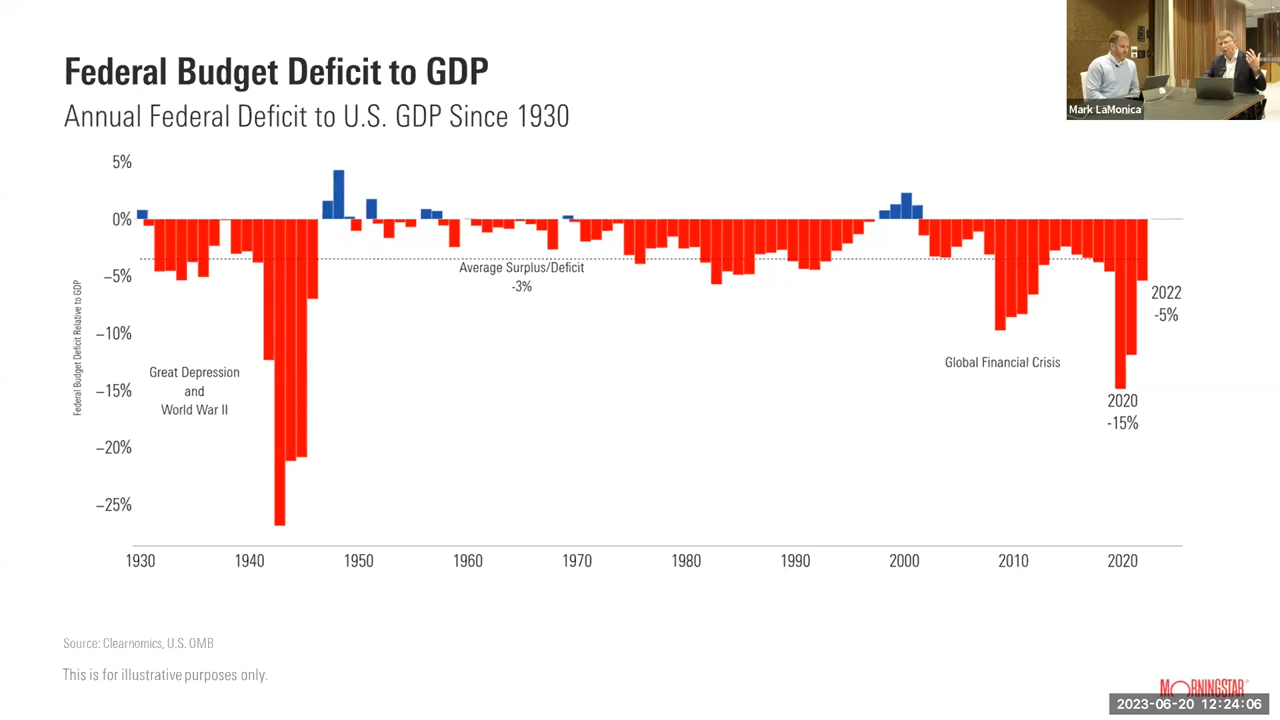 Federal Budget Deficit to GDP
Annual Federal Deficit to U.S. GDP Since 1930
Mark LaMonica
5%
0%
–5%
–10%
–15%
–20%
–25%
Federal Budget Deficit Relative to GDP
Average Surplus/Deficit
-3%
Great Depression
and
World War II
Global Financial Crisis
2022
-5%
2020
-15%
1930 1940 1950 1960 1970 1980 1990 2000 2010 2020
Source: Clearnomics, U.S. OMB
This is for illustrative purposes only.
MORNINGSTAR®
2023-06-20 12:24:06